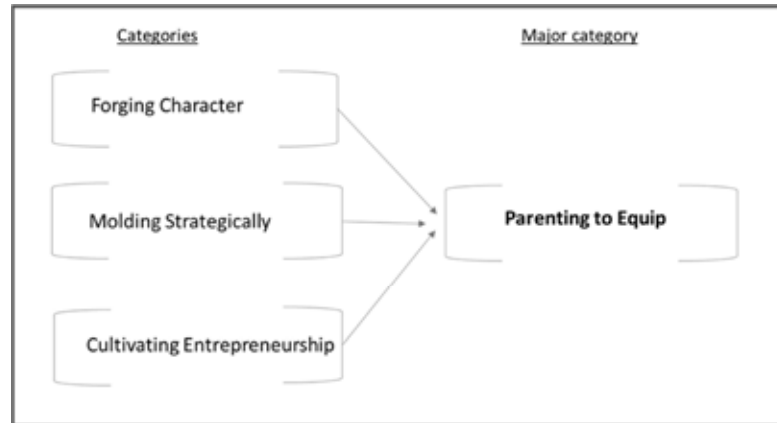 Categories
Major category
Forging Character
Molding Strategically
Parenting to Equip
Cultivating Entrepreneurship